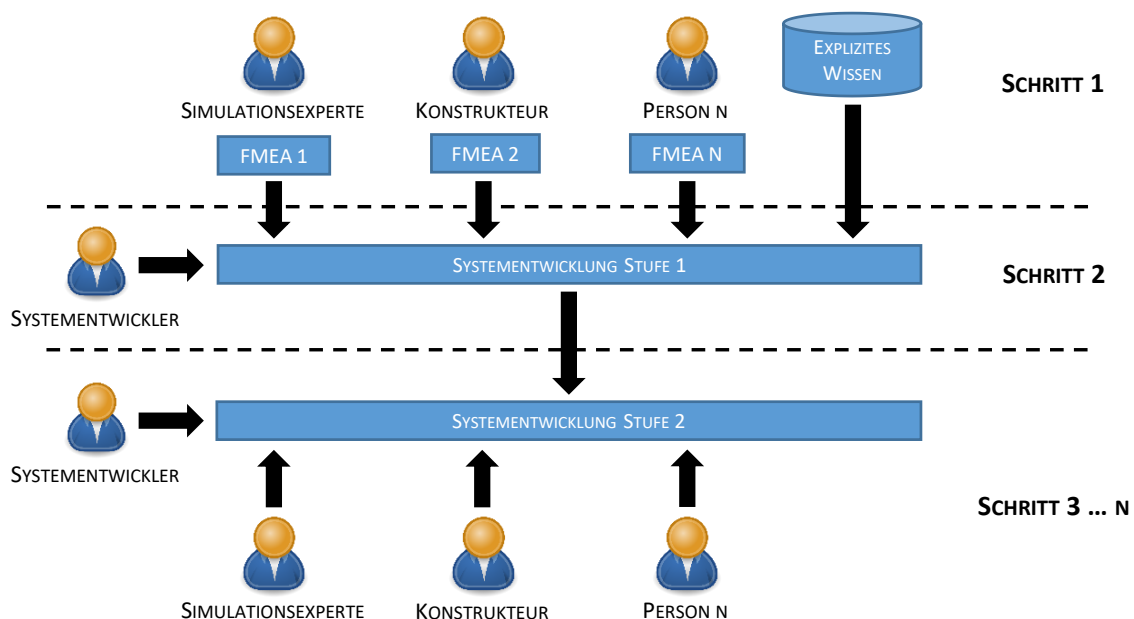 EXPLIZITES
WISSEN
SCHRITT 1
SIMULATIONSEXPERTE
KONSTRUKTEUR
PERSON N
FMEA 1
FMEA 2
FMEA N
SYSTEMENTWICKLUNG STUFE 1
SCHRITT 2
SYSTEMENTWICKLER
SYSTEMENTWICKLUNG STUFE 2
SYSTEMENTWICKLER
SCHRITT 3 ... N
SIMULATIONSEXPERTE
KONSTRUKTEUR
PERSON N